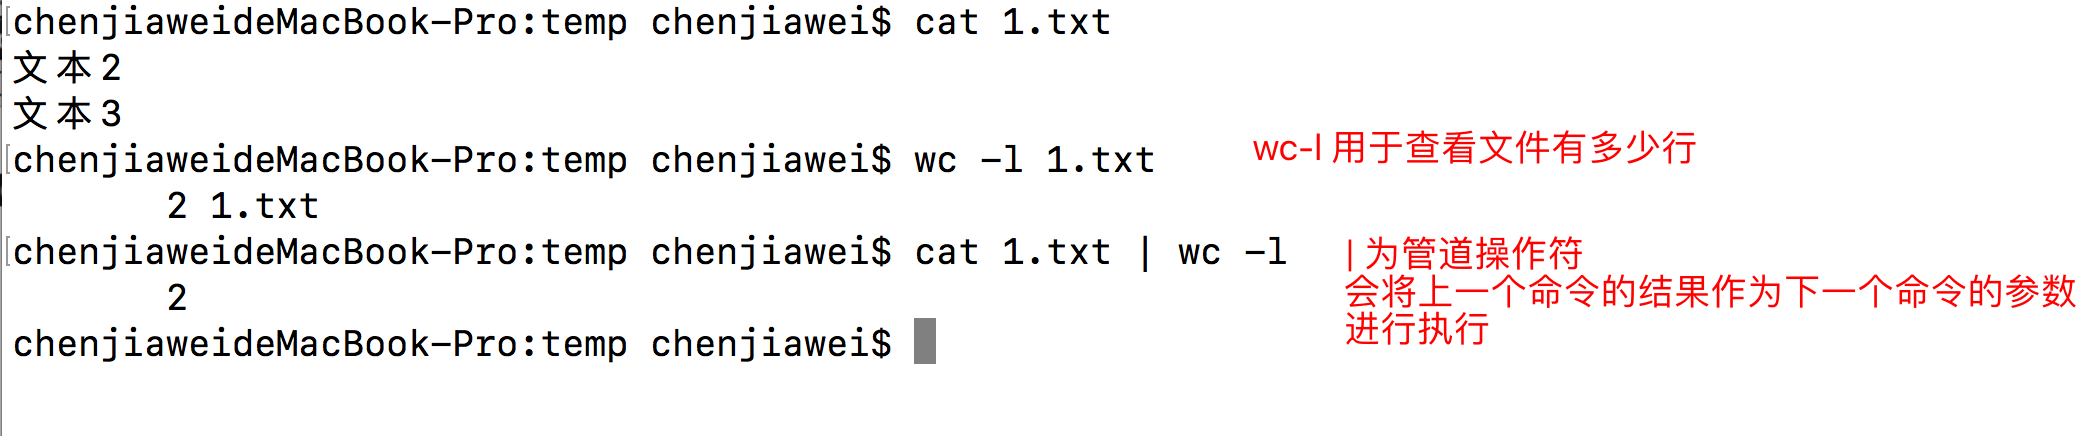 chenjiaweideMacBook-Pro:temp chenjiawei$ cat 1.txt
文本2
文本3
chenjiaweideMacBook-Pro:temp chenjiawei$ wc -l 1.txt
wc-l 用于查看文件有多少行
2 1.txt
chenjiaweideMacBook-Pro:temp chenjiawei$ cat 1.txt | wc -l
| 为管道操作符
会将上一个命令的结果作为下一个命令的参数
进行执行
2
chenjiaweideMacBook-Pro:temp chenjiawei$